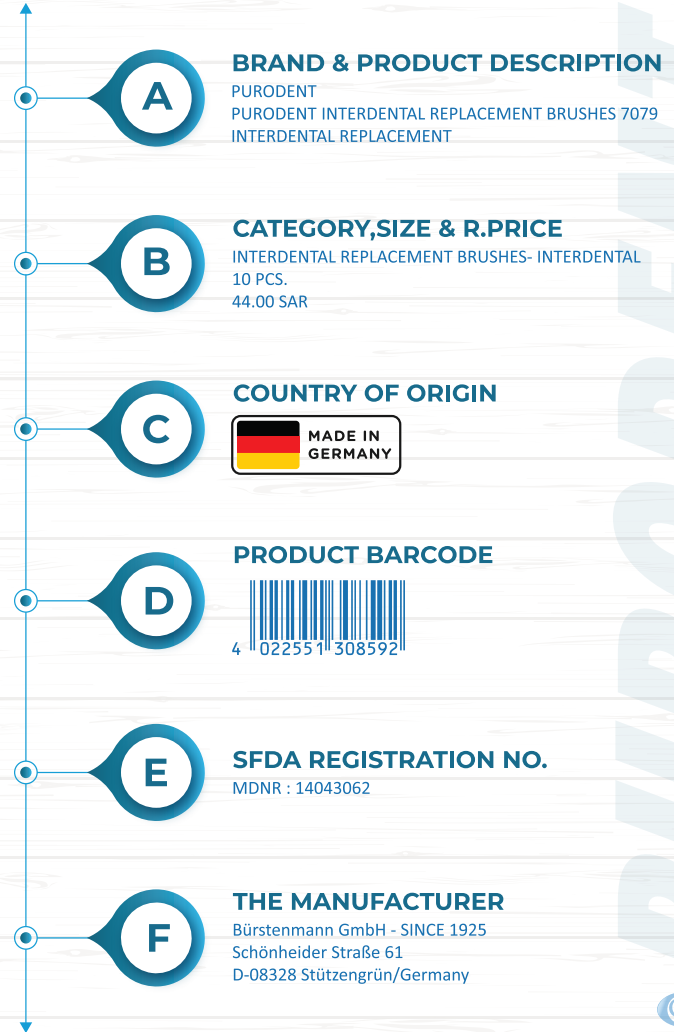 A
BRAND & PRODUCT DESCRIPTION
PURODENT
PURODENT INTERDENTAL REPLACEMENT BRUSHES 7079
INTERDENTAL REPLACEMENT
B
CATEGORY,SIZE & R.PRICE
INTERDENTAL REPLACEMENT BRUSHES- INTERDENTAL
10 PCS.
44.00 SAR
C
COUNTRY OF ORIGIN
MADE IN
GERMANY
D
PRODUCT BARCODE
4 022551 308592
E
SFDA REGISTRATION NO.
MDNR : 14043062
F
THE MANUFACTURER
Bürstenmann GmbH - SINCE 1925
Schönheider Straße 61
D-08328 Stützengrün/Germany